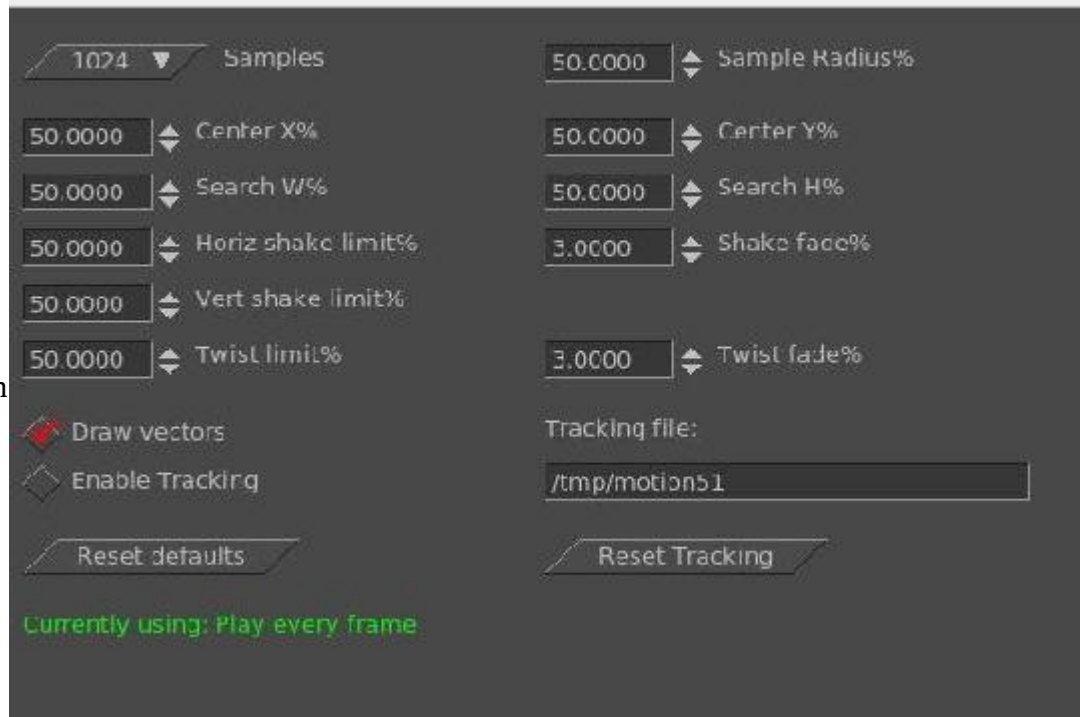 1024 Samples 50.0000 Sample Radius%
50.0000 Center X% 50.0000 Center Y%
50.0000 Search W% 50.0000 Search H%
50.0000 Horiz shake limit% 3.0000 Shake fade%
50.0000 Vert shake limit%
50.0000 Twist limit% 3.0000 Twist fade%
Draw vectors Tracking file:
Enable Tracking /tmp/motion51
Reset defaults Reset Tracking
Currently using: Play every frame